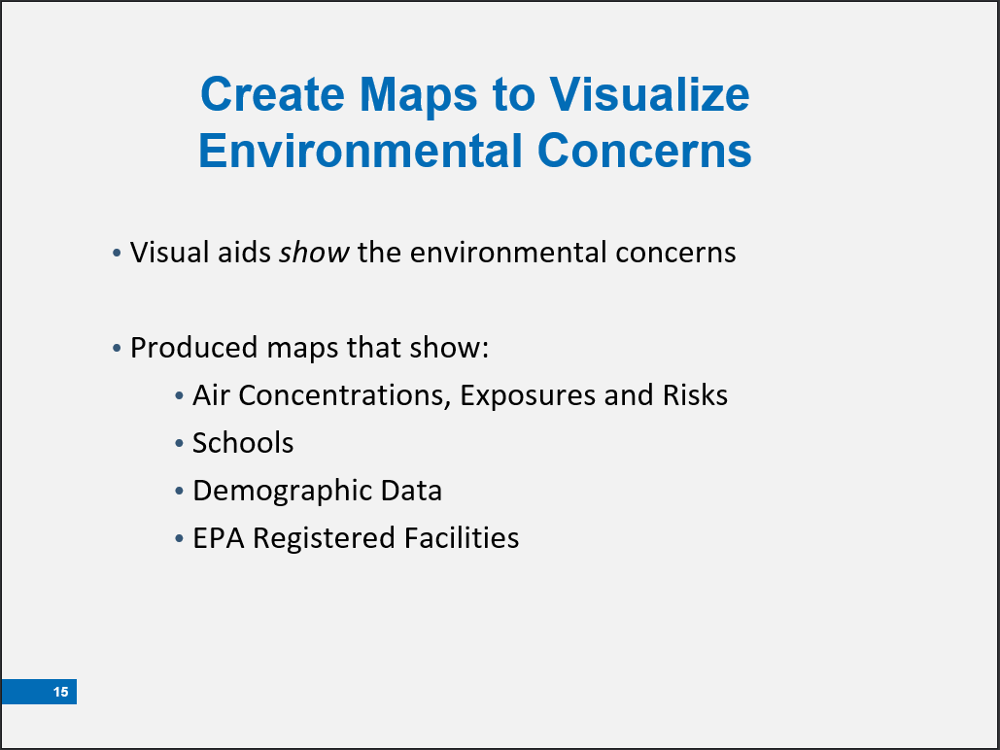 Create Maps to Visualize
Environmental Concerns
• Visual aids show the environmental concerns
• Produced maps that show:
• Air Concentrations, Exposures and Risks
• Schools
• Demographic Data
• EPA Registered Facilities
15